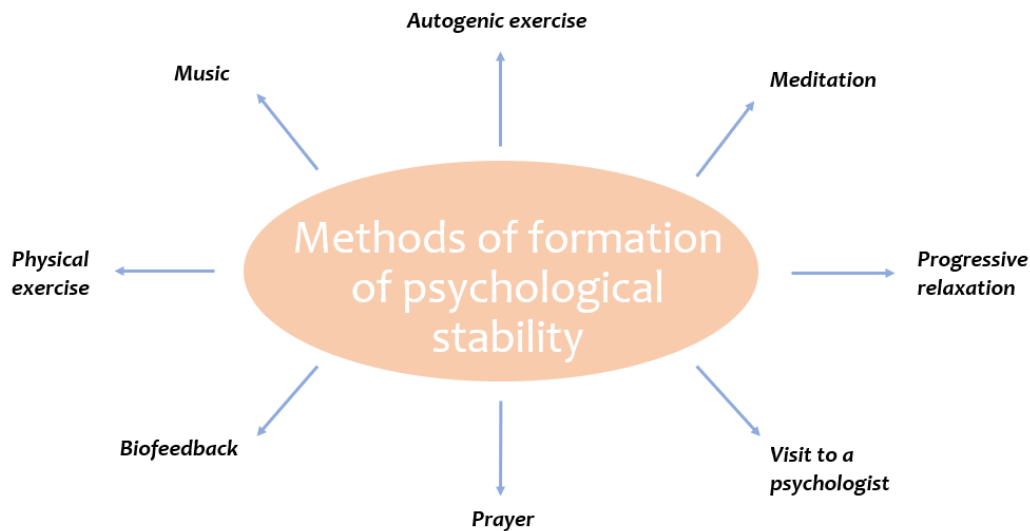 Autogenic exercise
Music
Meditation
Methods of formation
of psychological
stability
Physical
exercise
Progressive
relaxation
Biofeedback
Visit to a
psychologist
Prayer